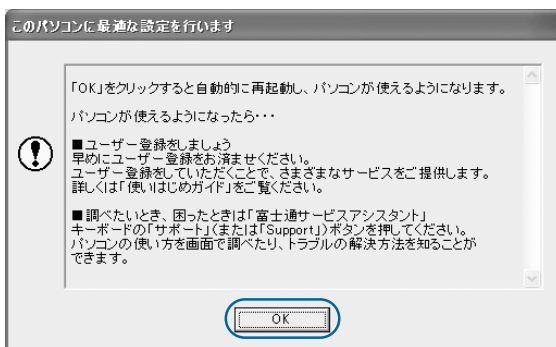 このパソコンに最適な設定を行います
「OK」をクリックすると自動的に再起動し、パソコンが使えるようになります。
パソコンが使えるようになったら・・・
■ユーザー登録をしましょう
早めにユーザー登録をお済ませください。
ユーザー登録をしていただくことで、さまざまなサービスをご提供します。
詳しくは「使いはじめガイド」をご覧ください。
■調べたいとき、困ったときは「富士通サービスアシスタント」
キーボードの「サポート」（または「Support」）ボタンを押してください。
パソコンの使い方を画面で調べたり、トラブルの解決方法を知ることが
できます。
OK